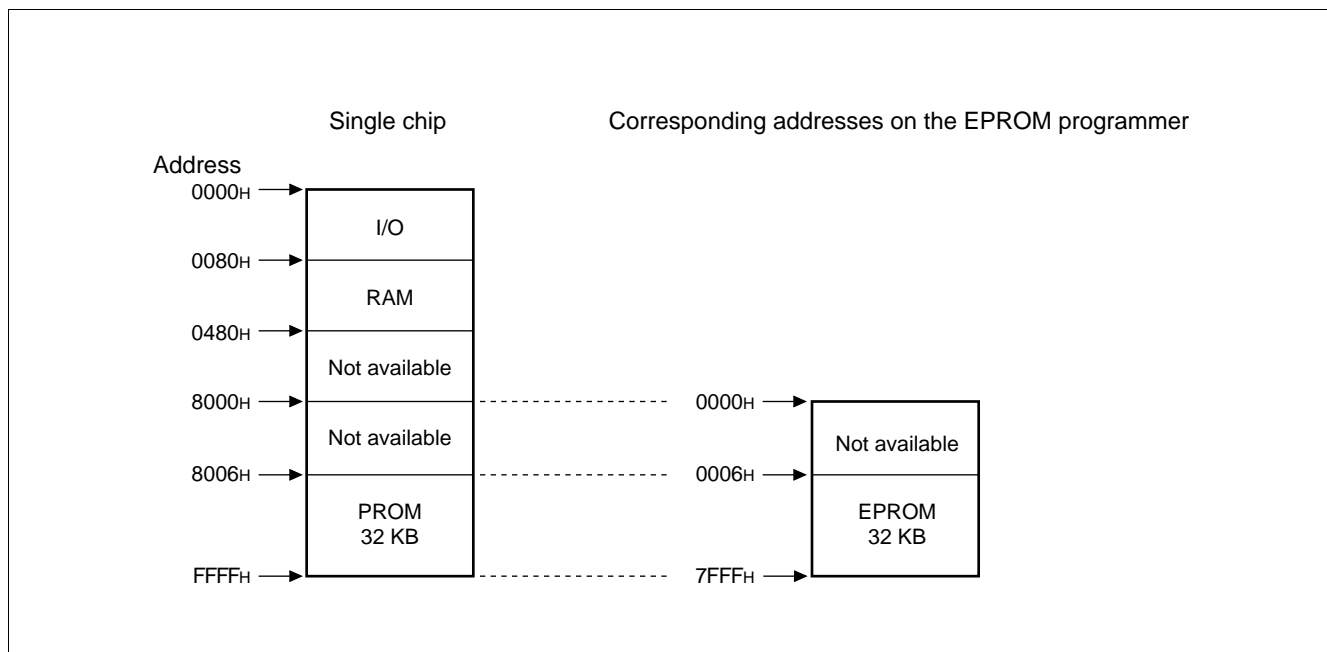 Single chip
Corresponding addresses on the EPROM programmer
Address
0000H
I/O
0080H
RAM
0480H
Not available
8000H
0000H
Not available
Not available
8006H
0006H
PROM
32 KB
EPROM
32 KB
FFFFH
7FFFH